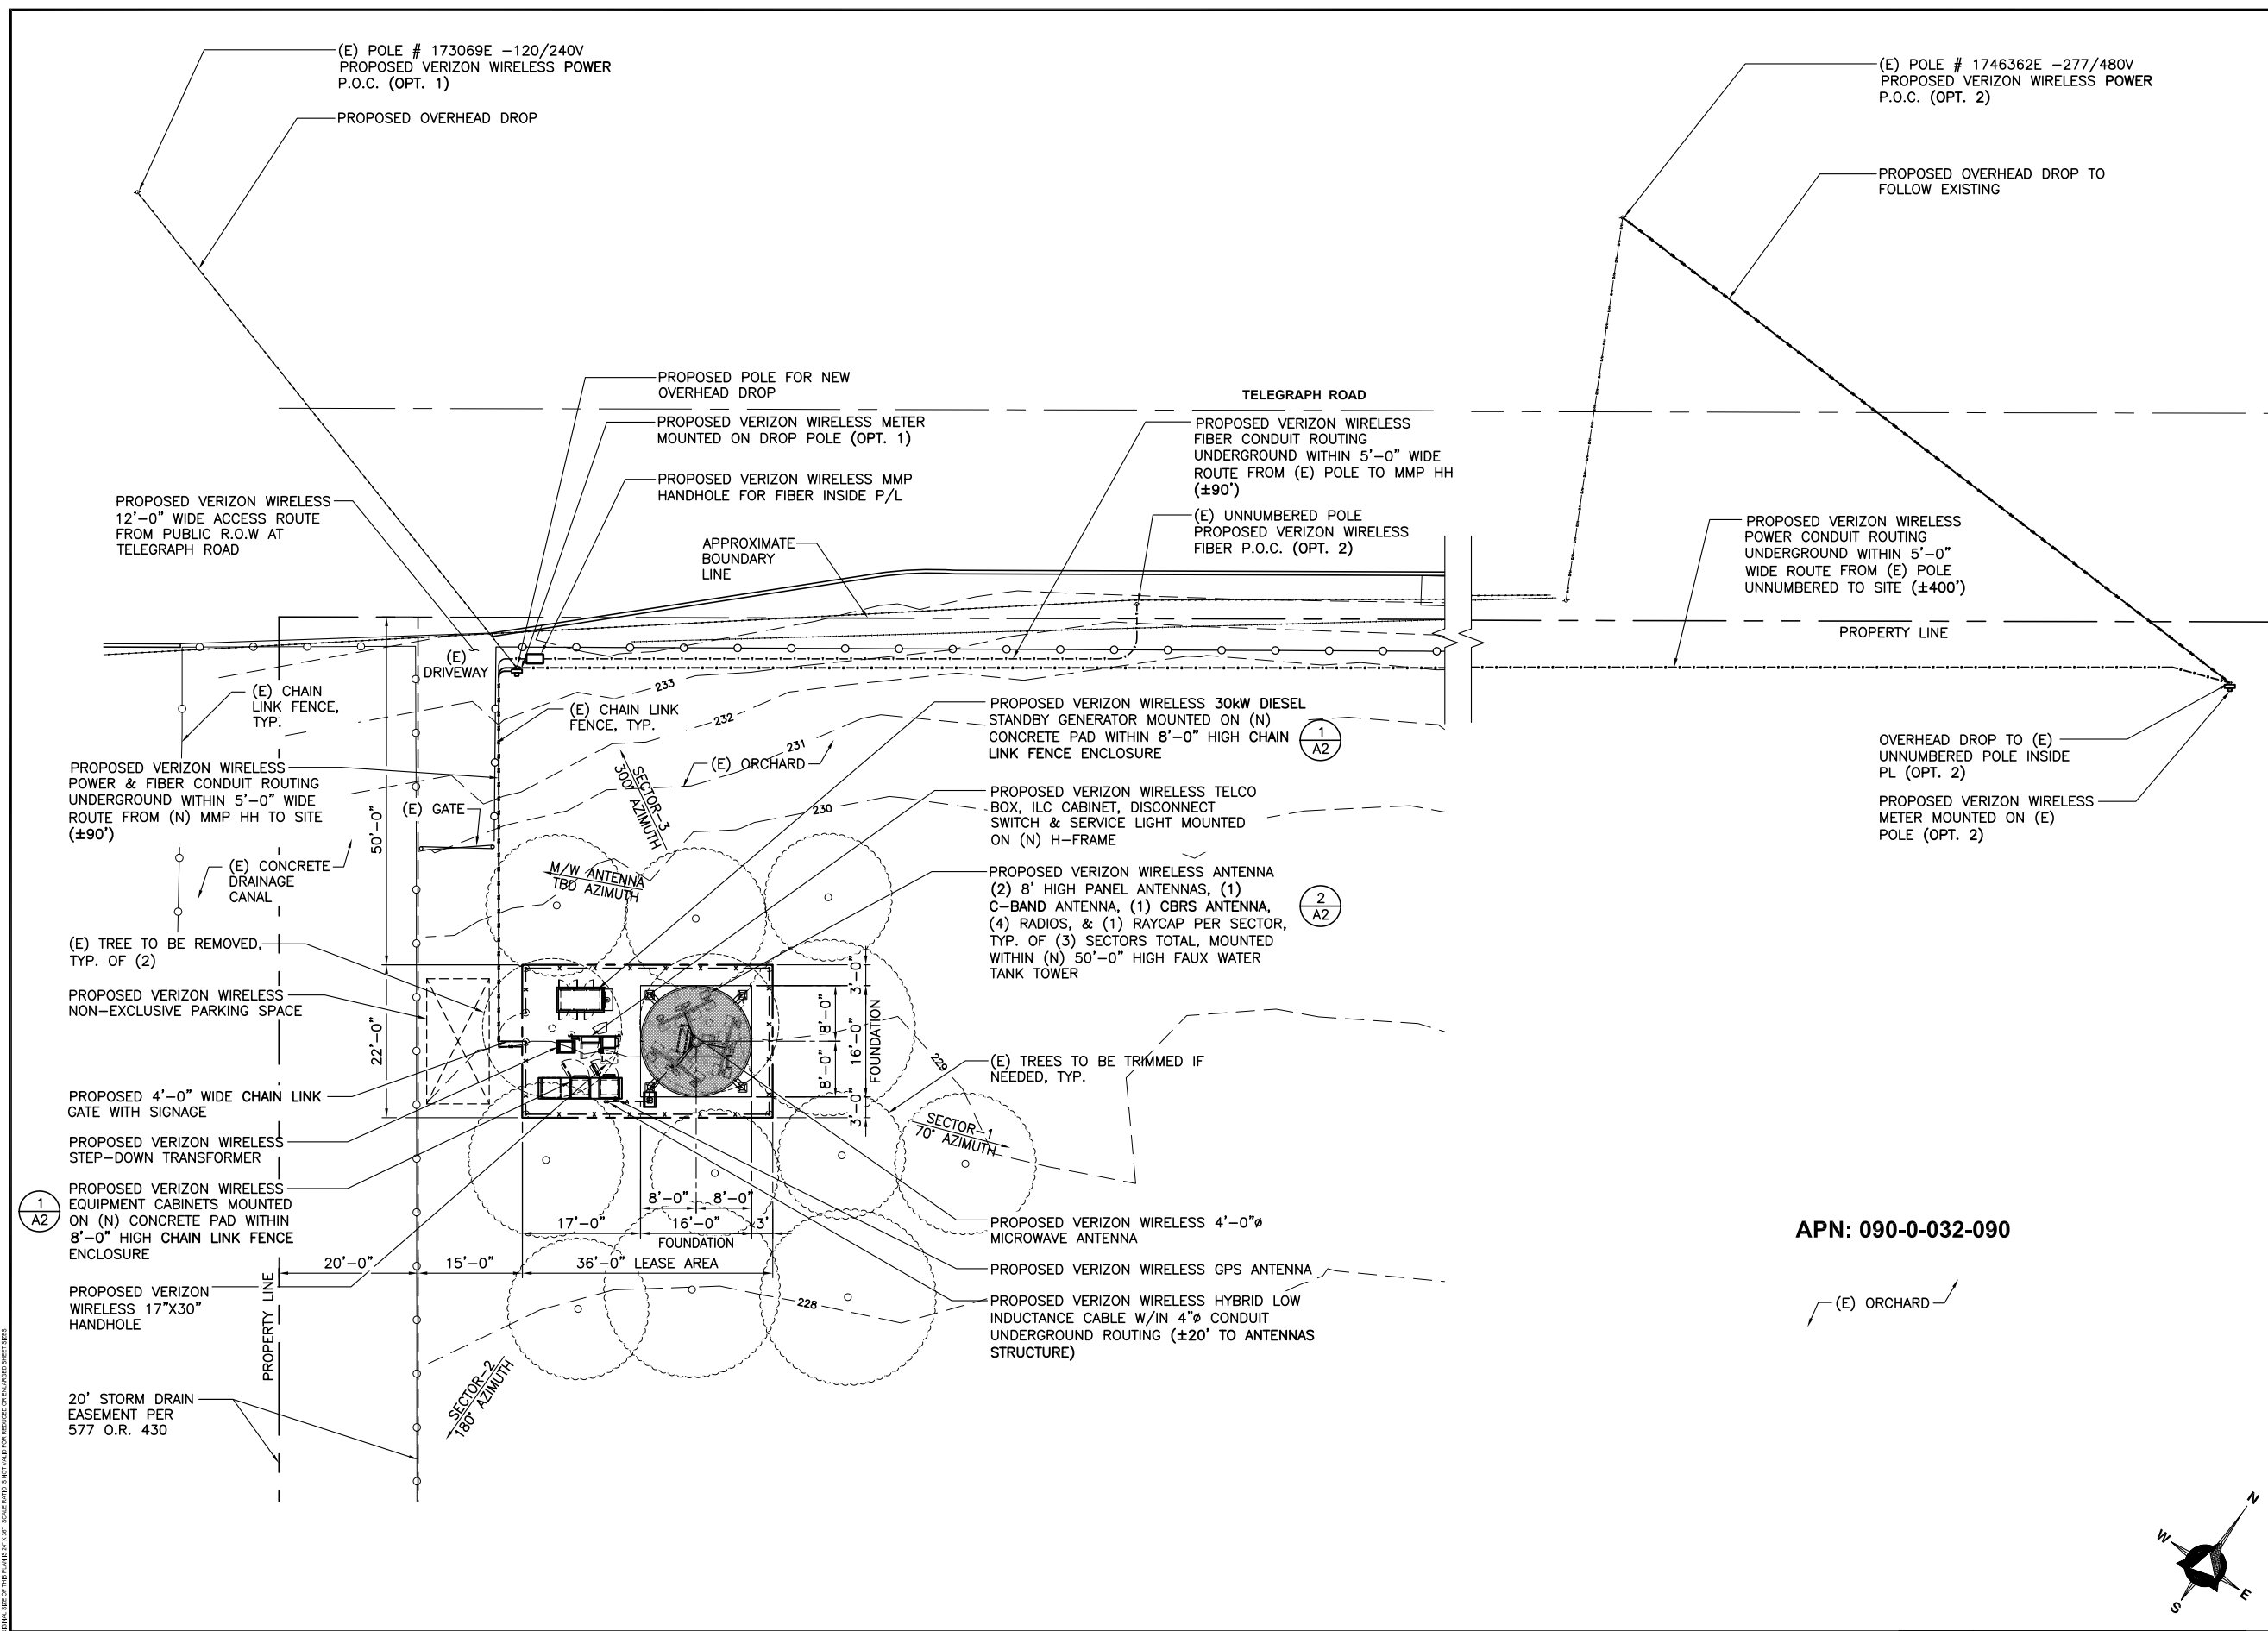 (E) POLE # 173069E -120/240V
PROPOSED VERIZON WIRELESS POWER
P.O.C. (OPT. 1)
PROPOSED OVERHEAD DROP
(E) POLE # 1746362E -277/480V
PROPOSED VERIZON WIRELESS POWER
P.O.C. (OPT. 2)
PROPOSED OVERHEAD DROP TO
FOLLOW EXISTING
PROPOSED POLE FOR NEW
OVERHEAD DROP
PROPOSED VERIZON WIRELESS METER
MOUNTED ON DROP POLE (OPT. 1)
PROPOSED VERIZON WIRELESS MMP
HANDHOLE FOR FIBER INSIDE P/L
APPROXIMATE
BOUNDARY
LINE
TELEGRAPH ROAD
PROPOSED VERIZON WIRELESS
FIBER CONDUIT ROUTING
UNDERGROUND WITHIN 5'-0" WIDE
ROUTE FROM (E) POLE TO MMP HH
(±90')
(E) UNNUMBERED POLE
PROPOSED VERIZON WIRELESS
FIBER P.O.C. (OPT. 2)
PROPOSED VERIZON WIRELESS
POWER CONDUIT ROUTING
UNDERGROUND WITHIN 5'-0"
WIDE ROUTE FROM (E) POLE
UNNUMBERED TO SITE (±400')
PROPERTY LINE
PROPOSED VERIZON WIRELESS
12'-0" WIDE ACCESS ROUTE
FROM PUBLIC R.O.W AT
TELEGRAPH ROAD
(E)
DRIVEWAY
(E) CHAIN
LINK FENCE,
TYP.
(E) CHAIN LINK
FENCE, TYP.
233
232
231
230
229
228
(E) ORCHARD
SECTOR-3
300° AZIMUTH
PROPOSED VERIZON WIRELESS
POWER & FIBER CONDUIT ROUTING
UNDERGROUND WITHIN 5'-0" WIDE
ROUTE FROM (N) MMP HH TO SITE
(±90')
50'-0"
(E) GATE
(E) CONCRETE
DRAINAGE
CANAL
M/W ANTENNA
TBD AZIMUTH
PROPOSED VERIZON WIRELESS 30kW DIESEL
STANDBY GENERATOR MOUNTED ON (N)
CONCRETE PAD WITHIN 8'-0" HIGH CHAIN
LINK FENCE ENCLOSURE
1
A2
PROPOSED VERIZON WIRELESS TELCO
BOX, ILC CABINET, DISCONNECT
SWITCH & SERVICE LIGHT MOUNTED
ON (N) H-FRAME
PROPOSED VERIZON WIRELESS ANTENNA
(2) 8' HIGH PANEL ANTENNAS, (1)
C-BAND ANTENNA, (1) CBRS ANTENNA,
(4) RADIOS, & (1) RAYCAP PER SECTOR,
TYP. OF (3) SECTORS TOTAL, MOUNTED
WITHIN (N) 50'-0" HIGH FAUX WATER
TANK TOWER
2
A2
OVERHEAD DROP TO (E)
UNNUMBERED POLE INSIDE
PL (OPT. 2)
PROPOSED VERIZON WIRELESS
METER MOUNTED ON (E)
POLE (OPT. 2)
(E) TREE TO BE REMOVED,
TYP. OF (2)
PROPOSED VERIZON WIRELESS
NON-EXCLUSIVE PARKING SPACE
22'-0"
3'-0"
8'-0"
8'-0"
16'-0"
FOUNDATION
3'-0"
(E) TREES TO BE TRIMMED IF
NEEDED, TYP.
SECTOR-1
70° AZIMUTH
PROPOSED 4'-0" WIDE CHAIN LINK
GATE WITH SIGNAGE
PROPOSED VERIZON WIRELESS
STEP-DOWN TRANSFORMER
1
A2
PROPOSED VERIZON WIRELESS
EQUIPMENT CABINETS MOUNTED
ON (N) CONCRETE PAD WITHIN
8'-0" HIGH CHAIN LINK FENCE
ENCLOSURE
8'-0" 8'-0"
17'-0" 16'-0" 3'
FOUNDATION
20'-0" 15'-0" 36'-0" LEASE AREA
PROPOSED VERIZON
WIRELESS 17"X30"
HANDHOLE
PROPERTY LINE
20' STORM DRAIN
EASEMENT PER
577 O.R. 430
SECTOR-2
180° AZIMUTH
PROPOSED VERIZON WIRELESS 4'-0"ø
MICROWAVE ANTENNA
PROPOSED VERIZON WIRELESS GPS ANTENNA
PROPOSED VERIZON WIRELESS HYBRID LOW
INDUCTANCE CABLE W/IN 4"ø CONDUIT
UNDERGROUND ROUTING (±20' TO ANTENNAS
STRUCTURE)
APN: 090-0-032-090
(E) ORCHARD
N
W
E
S
SIZE OF THIS PLAN IS 24" X 36". SCALE RATIO IS NOT VALID FOR REDUCED OR ENLARGED SHEET SIZES